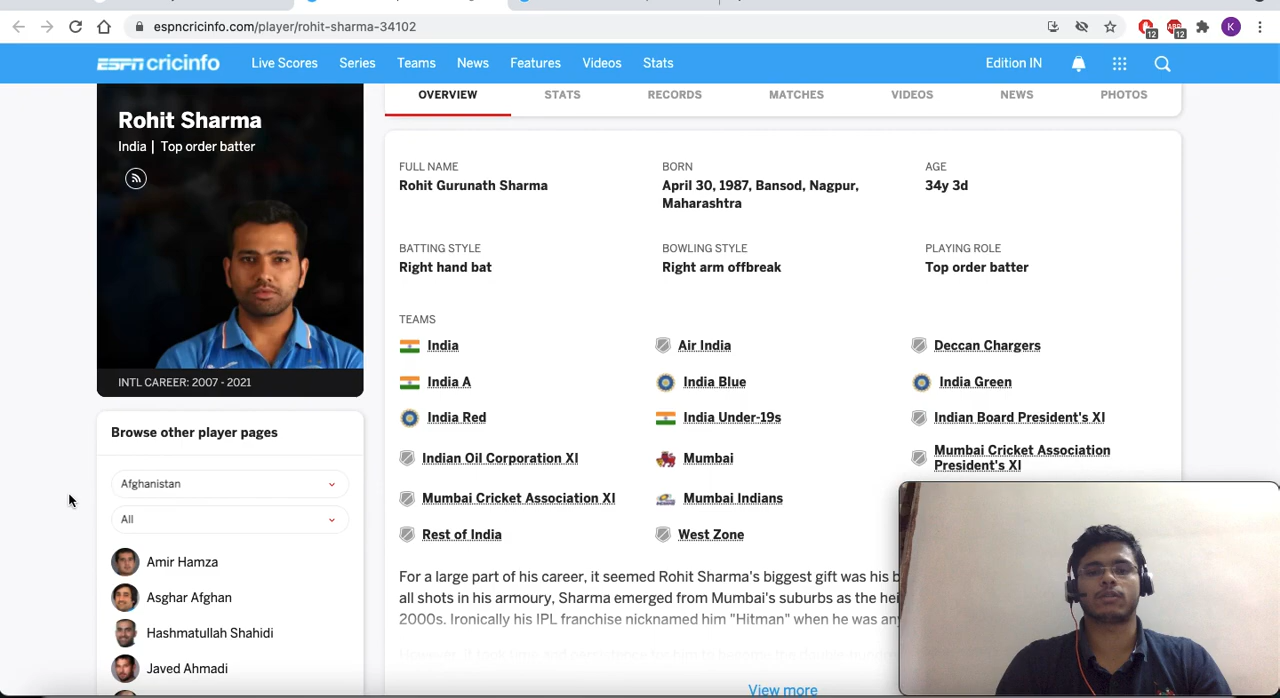 espncricinfo.com/player/rohit-sharma-34102
12
ABP
12
K
ESPN cricinfo
Live Scores
Series
Teams
News
Features
Videos
Stats
Edition IN
Rohit Sharma
India | Top order batter
INTL CAREER: 2007 - 2021
Browse other player pages
Afghanistan
All
Amir Hamza
Asghar Afghan
Hashmatullah Shahidi
Javed Ahmadi
OVERVIEW
STATS
RECORDS
MATCHES
VIDEOS
NEWS
PHOTOS
FULL NAME
Rohit Gurunath Sharma
BORN
April 30, 1987, Bansod, Nagpur,
Maharashtra
AGE
34y 3d
BATTING STYLE
Right hand bat
BOWLING STYLE
Right arm offbreak
PLAYING ROLE
Top order batter
TEAMS
India
Air India
Deccan Chargers
India A
India Blue
India Green
India Red
India Under-19s
Indian Board President's XI
Indian Oil Corporation XI
Mumbai
Mumbai Cricket Association
President's XI
Mumbai Cricket Association XI
Mumbai Indians
Rest of India
West Zone
For a large part of his career, it seemed Rohit Sharma's biggest gift was his
all shots in his armoury, Sharma emerged from Mumbai's suburbs as the
2000s. Ironically his IPL franchise nicknamed him "Hitman" when he was
View more